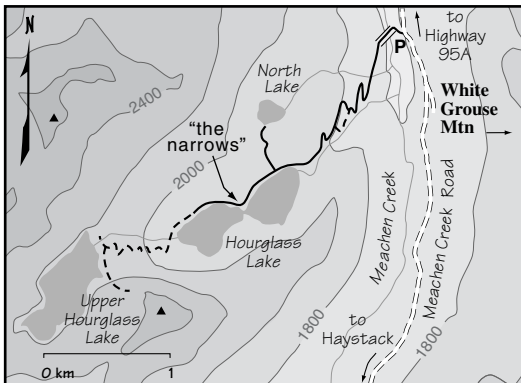 N
to
Highway
95A
P
2400
North
Lake
White
Grouse
Mtn
"the
narrows"
2000
Meachen Creek
Meachen Creek Road
Hourglass
Lake
Upper
Hourglass
Lake
1800
to
Haystack
1800
0 km 1